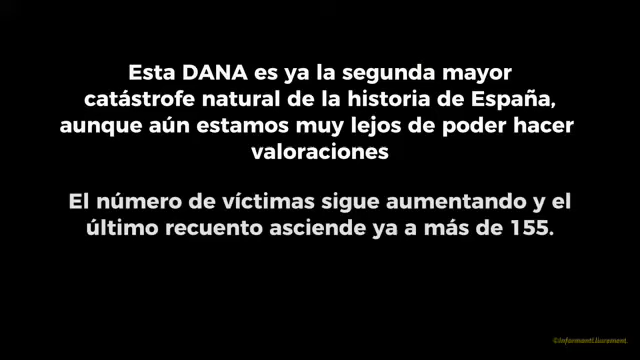 Esta DANA es ya la segunda mayor
catástrofe natural de la historia de España,
aunque aún estamos muy lejos de poder hacer
valoraciones
El número de víctimas sigue aumentando y el
último recuento asciende ya a más de 155.